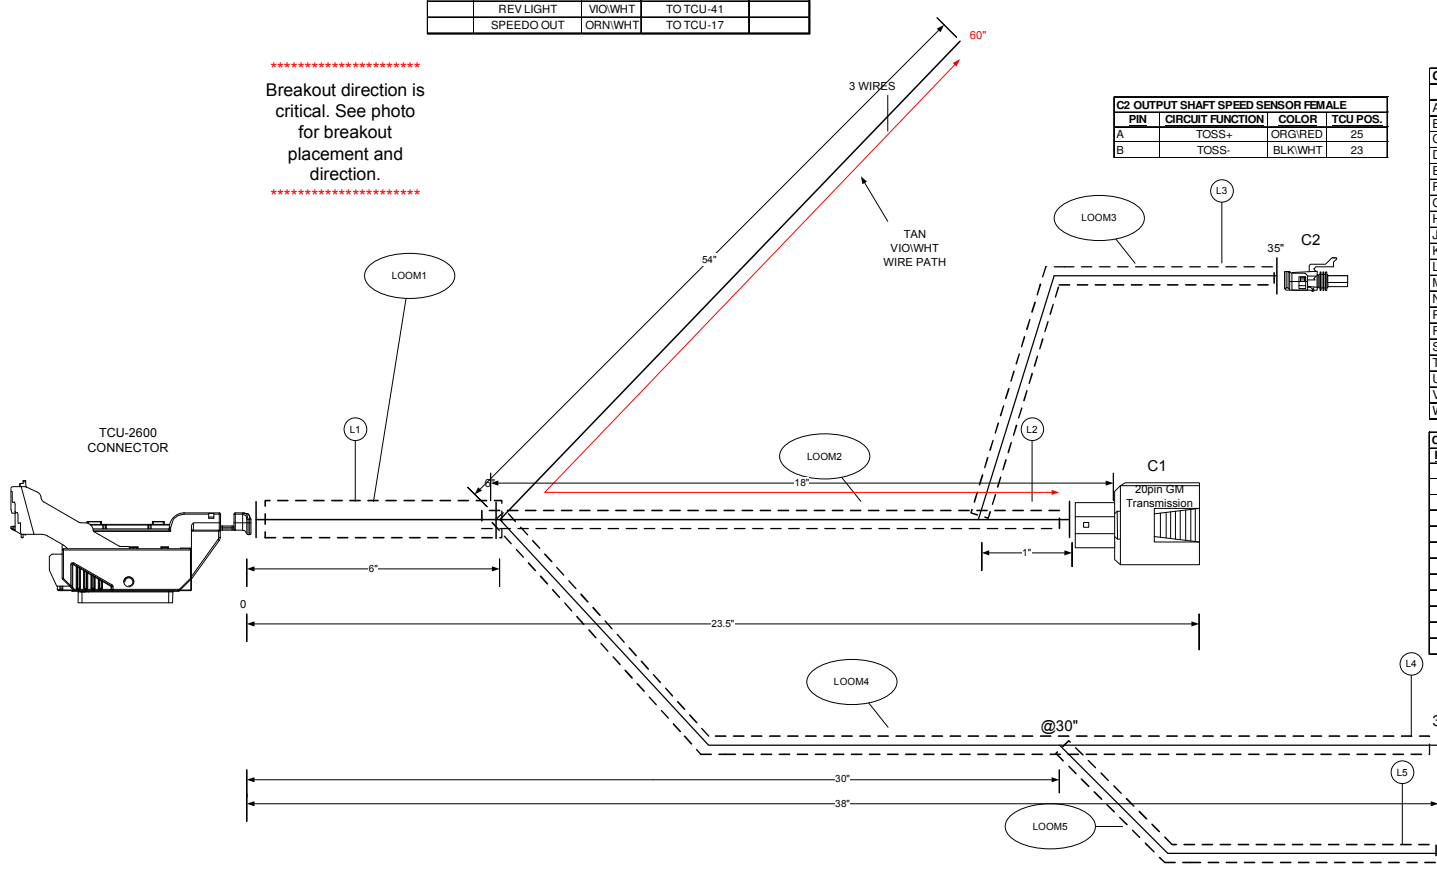 REV LIGHT VIO\WHT TO TCU-41
SPEEDO OUT ORN\WHT TO TCU-17
60"
**********************
Breakout direction is
critical. See photo
for breakout
placement and
direction.
**********************
3 WIRES
C2 OUTPUT SHAFT SPEED SENSOR FEMALE
PIN CIRCUIT FUNCTION COLOR TCU POS.
A TOSS+ ORG\RED 25
B TOSS- BLK\WHT 23
L3
LOOM3
TAN
VIO\WHT
WIRE PATH
35"
C2
54"
LOOM1
TCU-2600
CONNECTOR
L1
L2
LOOM2
C1
6"
18"
20pin GM
Transmission
1"
6"
0
23.5"
L4
LOOM4
@30"
30"
L5
38"
LOOM5